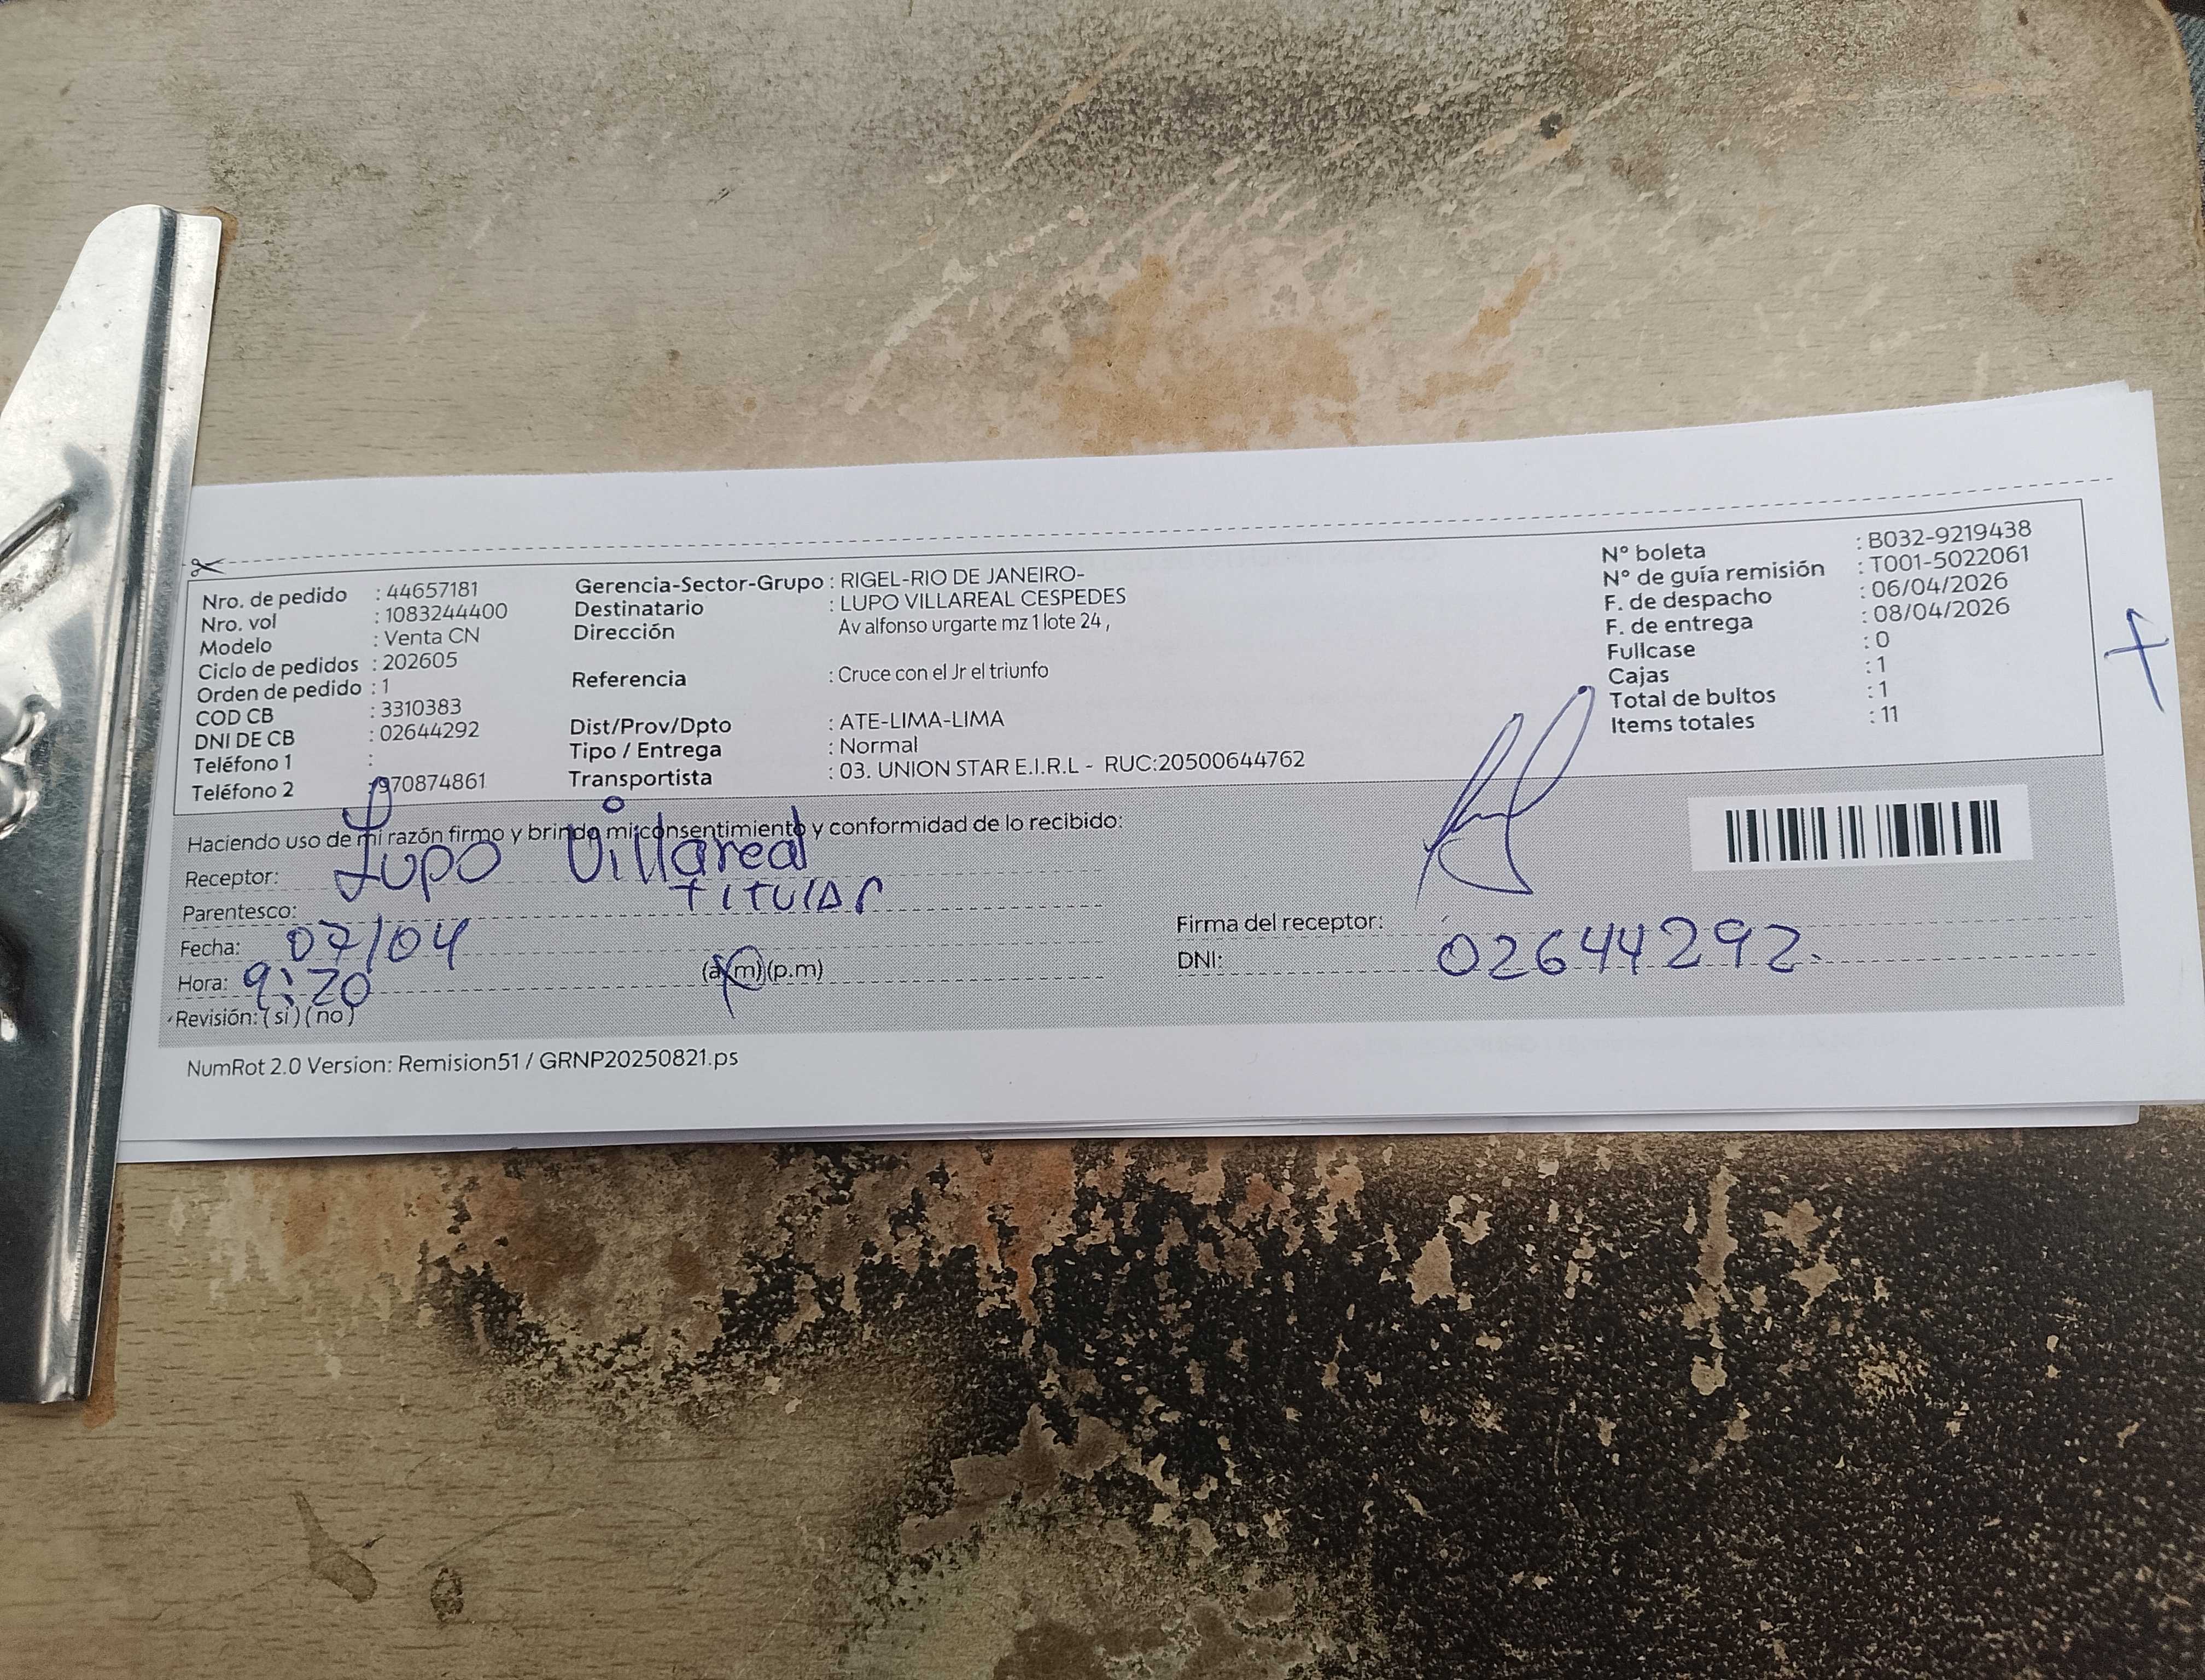 Nro. de pedido : 44657181
Nro. vol : 1083244400
Modelo : Venta CN
Ciclo de pedidos : 202605
Orden de pedido : 1
COD CB : 3310383
DNI DE CB : 02644292
Teléfono 1 :
Teléfono 2 : 970874861
Gerencia-Sector-Grupo : RIGEL-RIO DE JANEIRO-
Destinatario : LUPO VILLAREAL CESPEDES
Dirección Av alfonso urgarte mz 1 lote 24 ,
Referencia : Cruce con el Jr el triunfo
Dist/Prov/Dpto : ATE-LIMA-LIMA
Tipo / Entrega : Normal
Transportista : 03. UNION STAR E.I.R.L - RUC:20500644762
N° boleta : B032-9219438
N° de guía remisión : T001-5022061
F. de despacho : 06/04/2026
F. de entrega : 08/04/2026
Fullcase : 0
Cajas : 1
Total de bultos : 1
Items totales : 11
Haciendo uso de mi razón firmo y brindo mi consentimiento y conformidad de lo recibido:
Receptor: Lupo Villareal
Parentesco: TITULAR
Fecha: 07/04
Hora: 9:20 (a.m) (p.m)
Revisión: (si) (no)
Firma del receptor:
DNI: 02644292.
NumRot 2.0 Version: Remision51 / GRNP20250821.ps